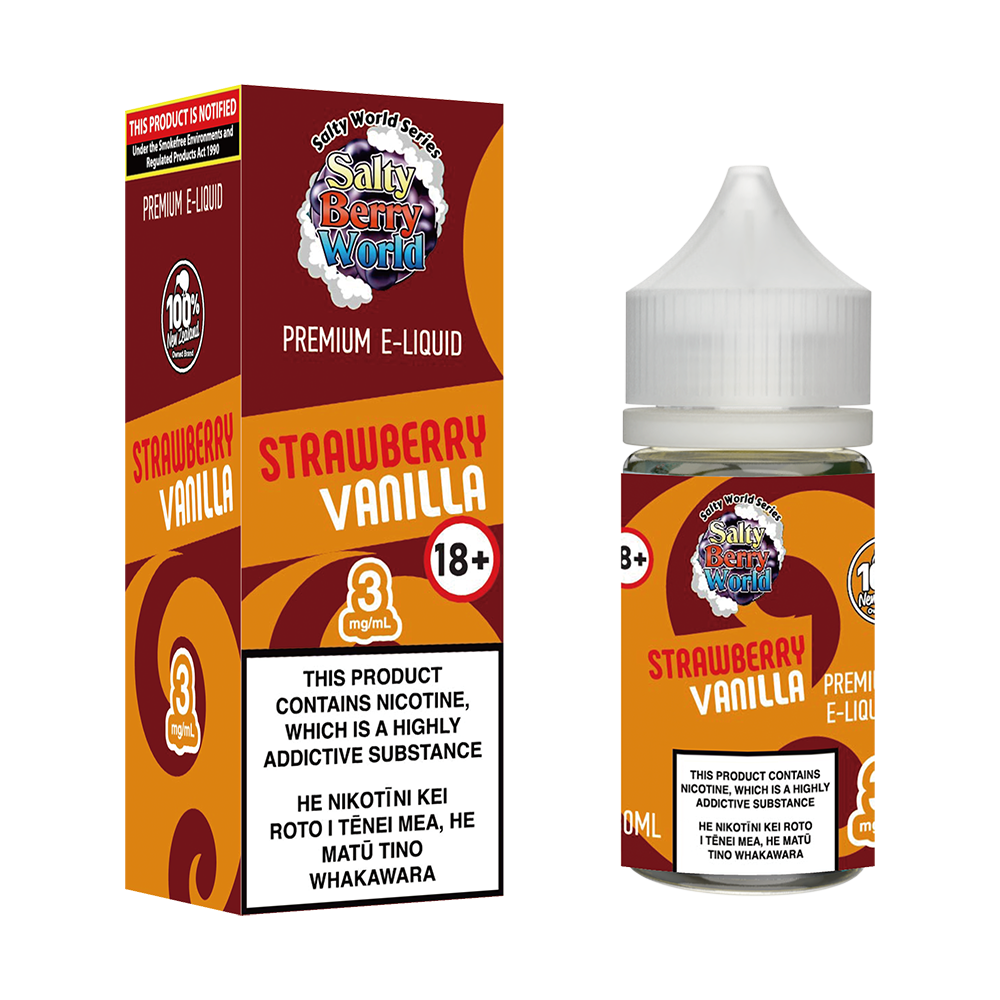 THIS PRODUCT IS NOTIFIED
Under the Smokefree Environments and
Regulated Products Act 1990
PREMIUM E-LIQUID
100%
New Zealand
Owned Brand
STRAWBERRY
VANILLA
3
mg/mL
Salty World Series
Salty
Berry
World
PREMIUM E-LIQUID
STRAWBERRY
VANILLA
18+
3
mg/mL
THIS PRODUCT
CONTAINS NICOTINE,
WHICH IS A HIGHLY
ADDICTIVE SUBSTANCE
HE NIKOTĪNI KEI
ROTO I TĒNEI MEA, HE
MATŪ TINO
WHAKAWARA
Salty World Series
Salty
Berry
World
8+
STRAWBERRY
VANILLA
PREMI
E-LIQU
THIS PRODUCT CONTAINS
NICOTINE, WHICH IS A HIGHLY
ADDICTIVE SUBSTANCE
HE NIKOTĪNI KEI ROTO
I TĒNEI MEA, HE MATŪ
TINO WHAKAWARA
0ML
3